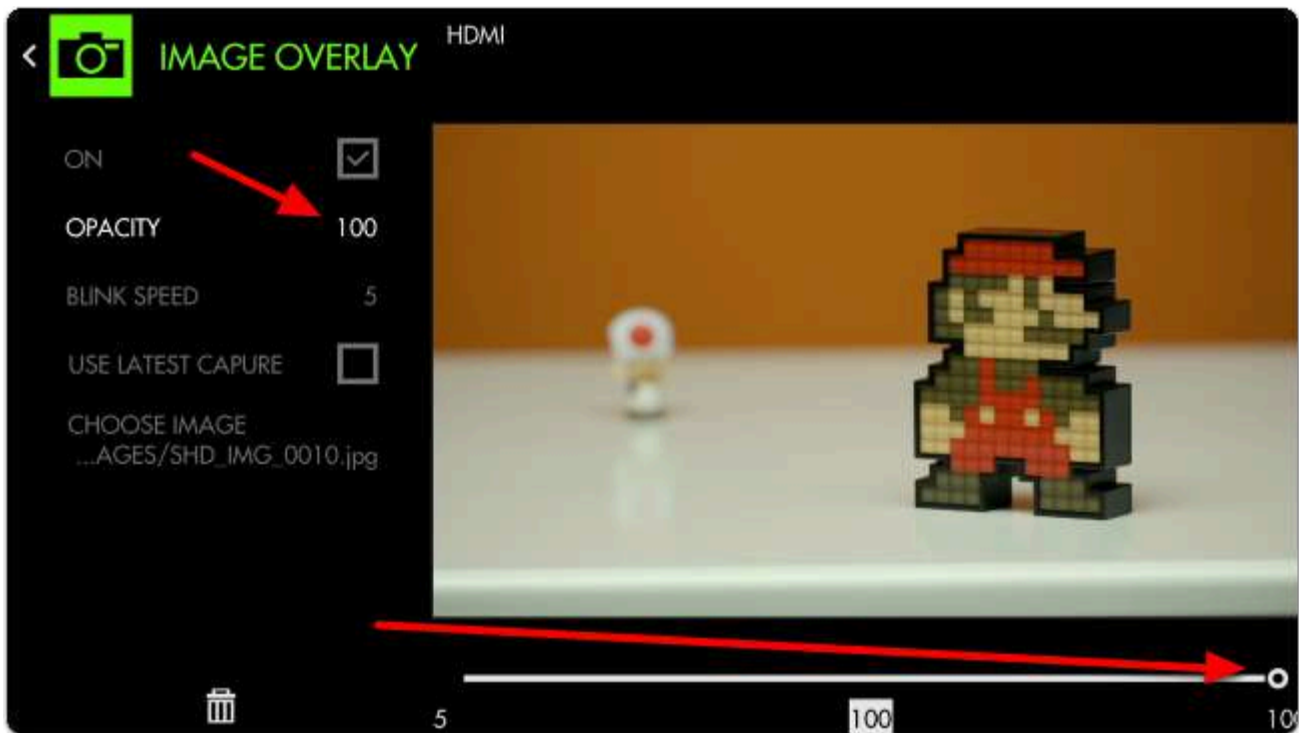 IMAGE OVERLAY
HDMI
ON
OPACITY 100
BLINK SPEED 5
USE LATEST CAPURE
CHOOSE IMAGE
...AGES/SHD_IMG_0010.jpg
5 100 100